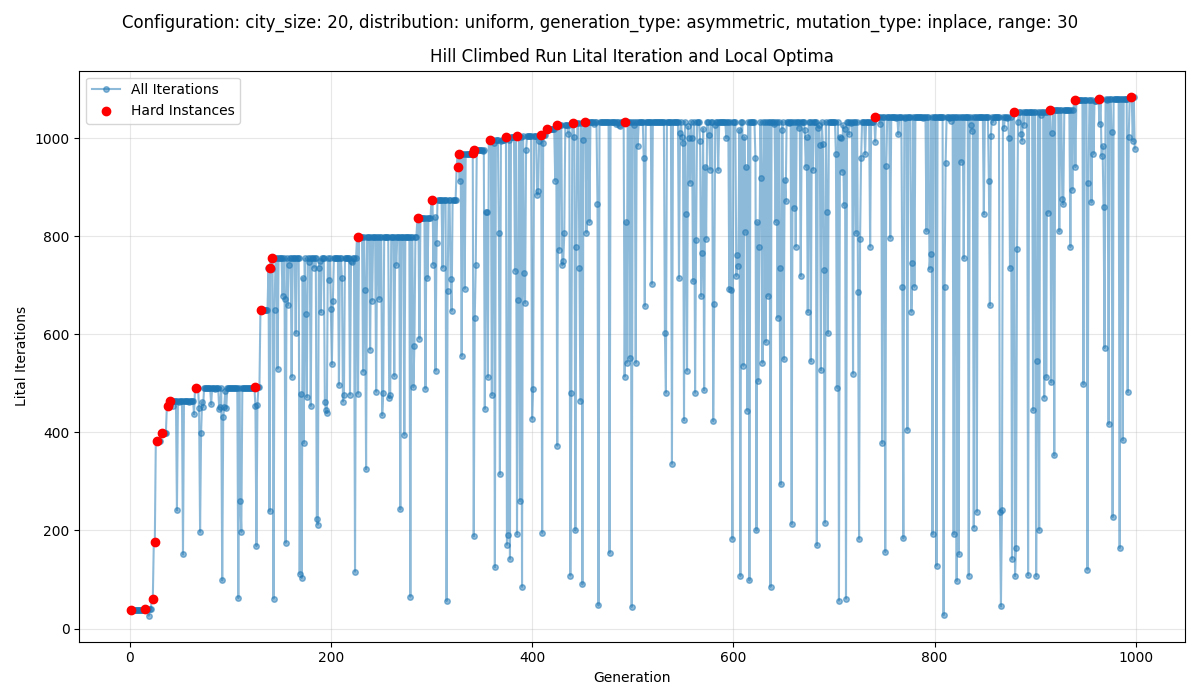 Configuration: city_size: 20, distribution: uniform, generation_type: asymmetric, mutation_type: inplace, range: 30
Hill Climbed Run Lital Iteration and Local Optima
All Iterations
Hard Instances
1000
800
600
400
200
0
Lital Iterations
0 200 400 600 800 1000
Generation